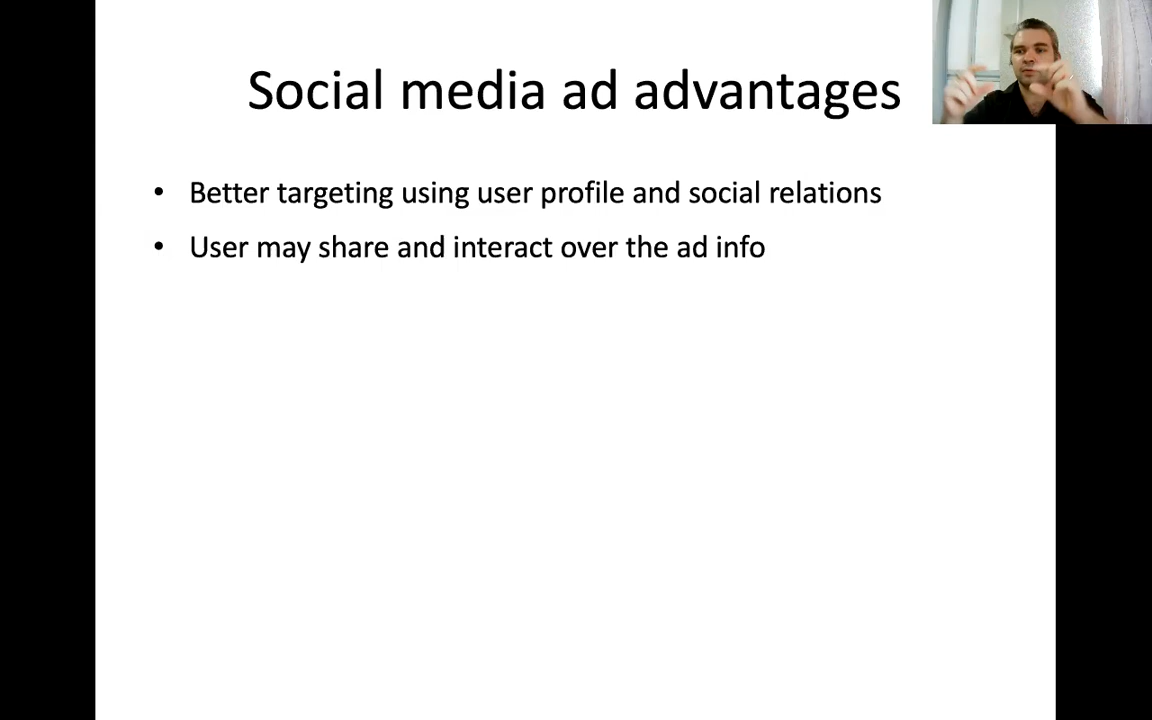 Social media ad advantages
• Better targeting using user profile and social relations
• User may share and interact over the ad info